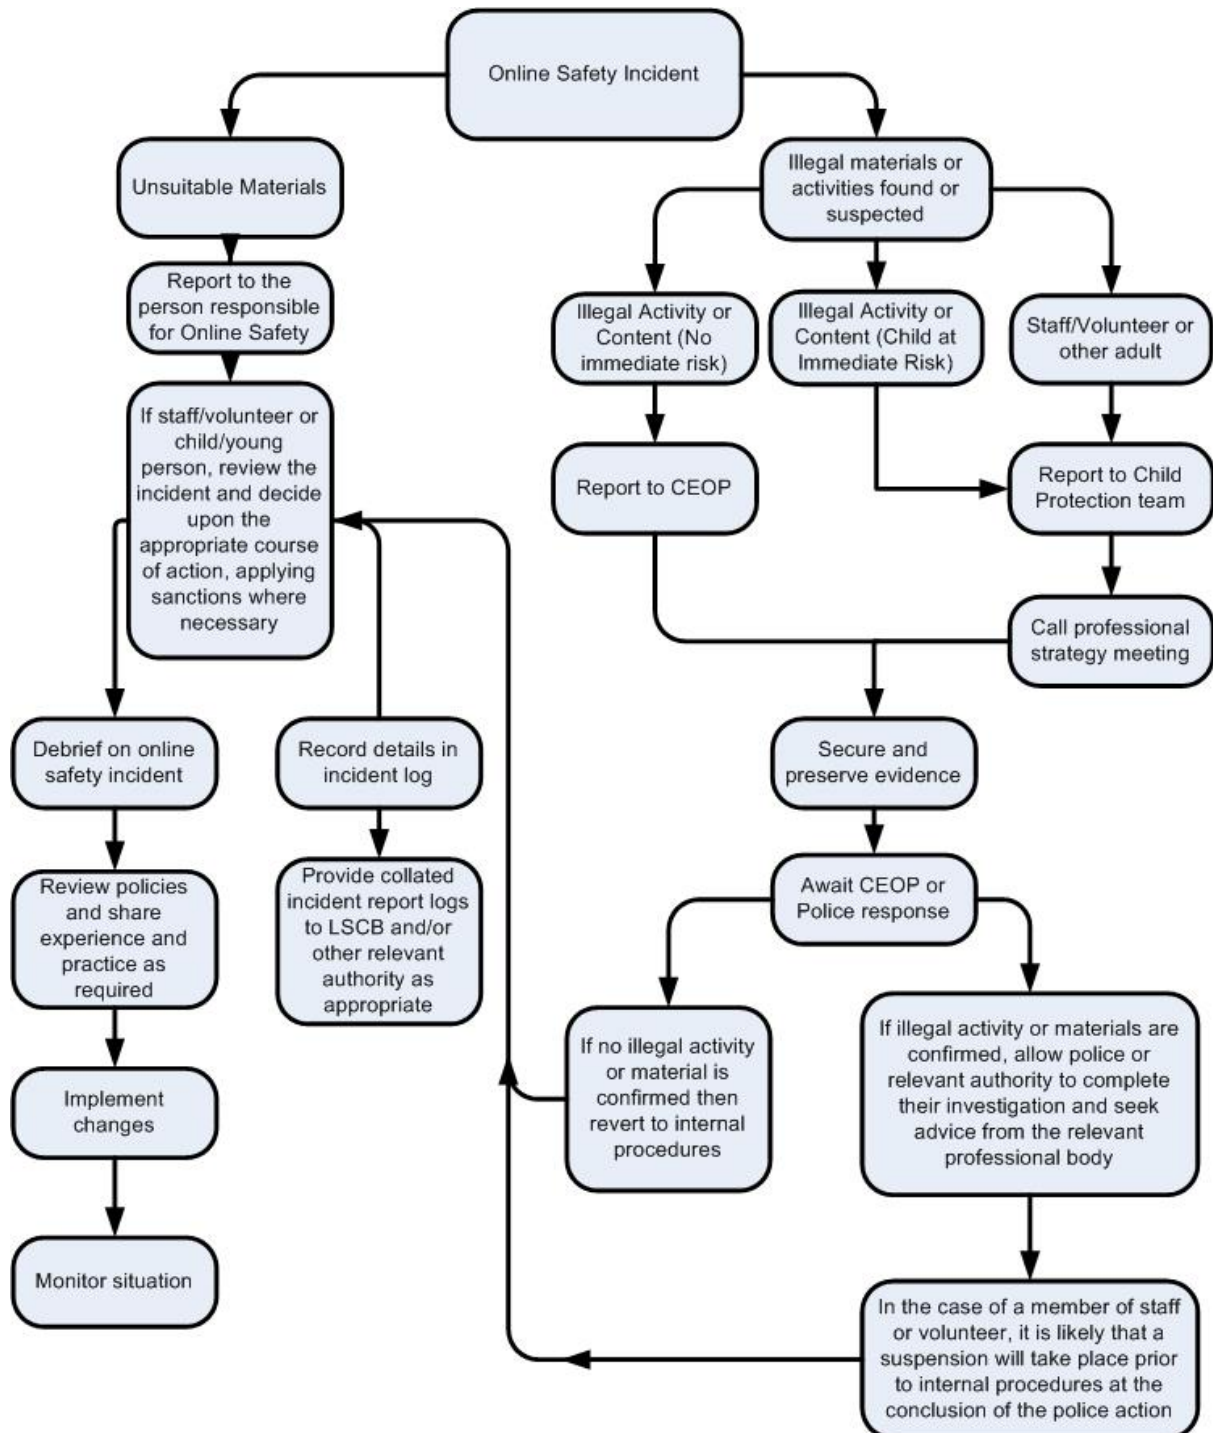 Online Safety Incident
Unsuitable Materials
Report to the
person responsible
for Online Safety
If staff/volunteer or
child/young
person, review the
incident and decide
upon the
appropriate course
of action, applying
sanctions where
necessary
Debrief on online
safety incident
Review policies
and share
experience and
practice as
required
Implement
changes
Monitor situation
Record details in
incident log
Provide collated
incident report logs
to LSCB and/or
other relevant
authority as
appropriate
Illegal materials or
activities found or
suspected
Illegal Activity or
Content (No
immediate risk)
Illegal Activity or
Content (Child at
Immediate Risk)
Staff/Volunteer or
other adult
Report to CEOP
Report to Child
Protection team
Call professional
strategy meeting
Secure and
preserve evidence
Await CEOP or
Police response
If no illegal activity
or material is
confirmed then
revert to internal
procedures
If illegal activity or materials are
confirmed, allow police or
relevant authority to complete
their investigation and seek
advice from the relevant
professional body
In the case of a member of staff
or volunteer, it is likely that a
suspension will take place prior
to internal procedures at the
conclusion of the police action